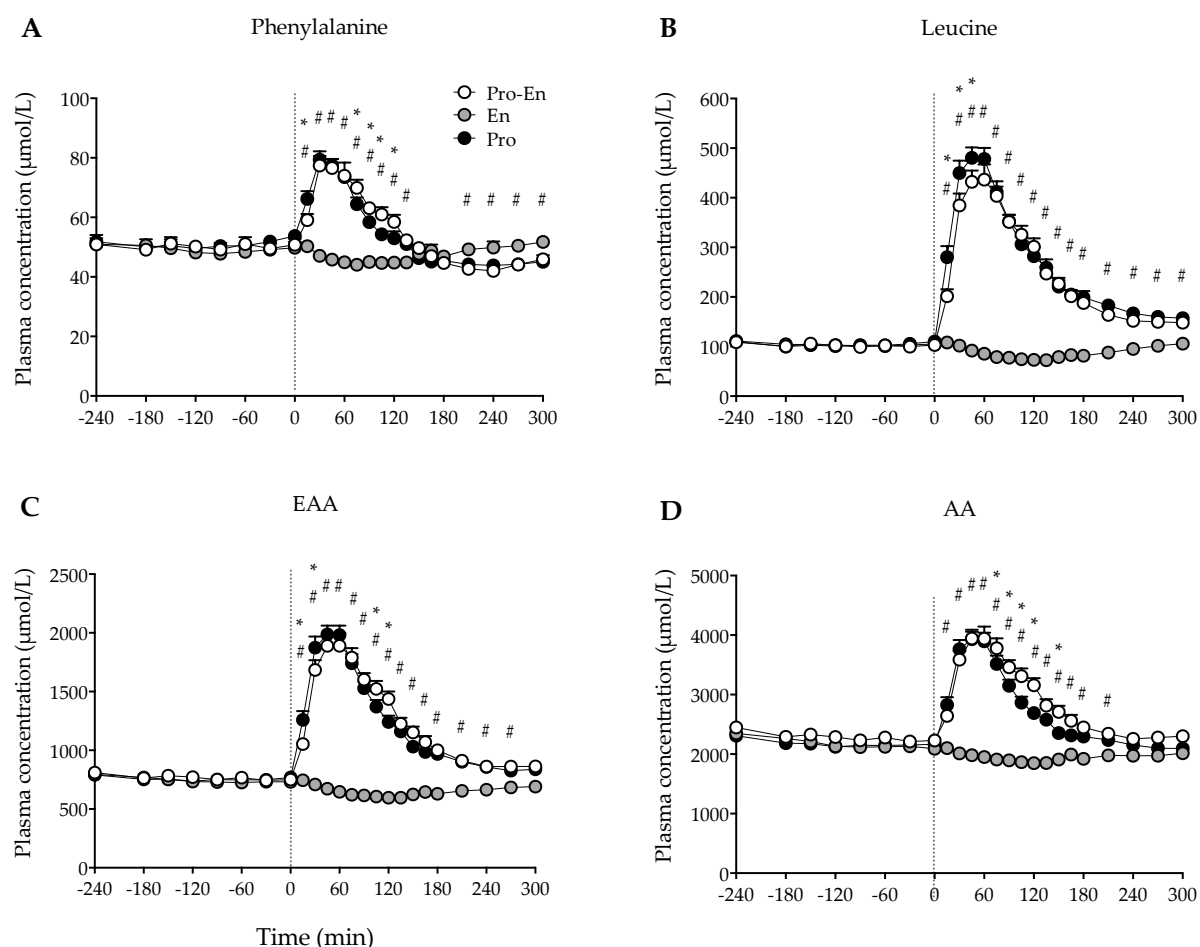 A
Phenylalanine
Plasma concentration (µmol/L)
100
80
60
40
20
0
-240 -180 -120 -60 0 60 120 180 240 300
Pro-En
En
Pro
* # # # # * # * # * # * # # # # # #
B
Leucine
Plasma concentration (µmol/L)
600
500
400
300
200
100
0
-240 -180 -120 -60 0 60 120 180 240 300
* # * # * # # # # # # # # # # # # # #
C
EAA
Plasma concentration (µmol/L)
2500
2000
1500
1000
500
0
-240 -180 -120 -60 0 60 120 180 240 300
Time (min)
* # * # # # # # * # * # # # # # # # #
D
AA
Plasma concentration (µmol/L)
5000
4000
3000
2000
1000
0
-240 -180 -120 -60 0 60 120 180 240 300
# # # # * # * # * # * # # * # # # #